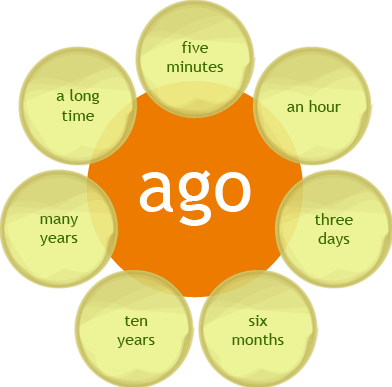 five
minutes
an hour
three
days
six
months
ten
years
many
years
a long
time
ago